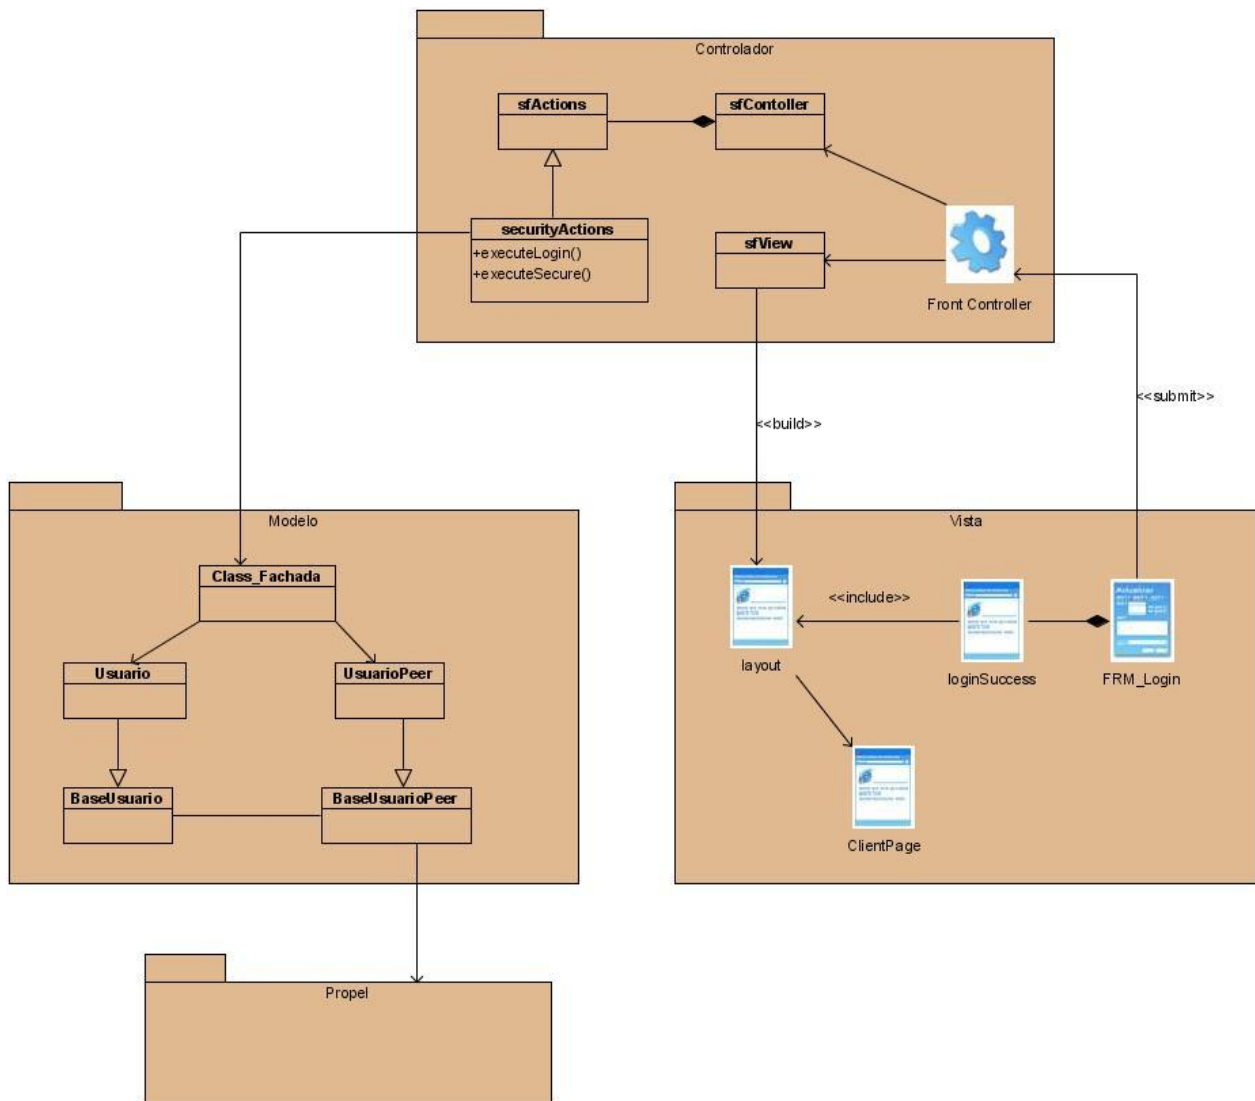 Controlador
sfActions
sfContoller
securityActions
+executeLogin()
+executeSecure()
sfView
Front Controller
<<build>>
<<submit>>
Modelo
Class_Fachada
Usuario
UsuarioPeer
BaseUsuario
BaseUsuarioPeer
Vista
<<include>>
layout
loginSuccess
FRM_Login
ClientPage
Propel